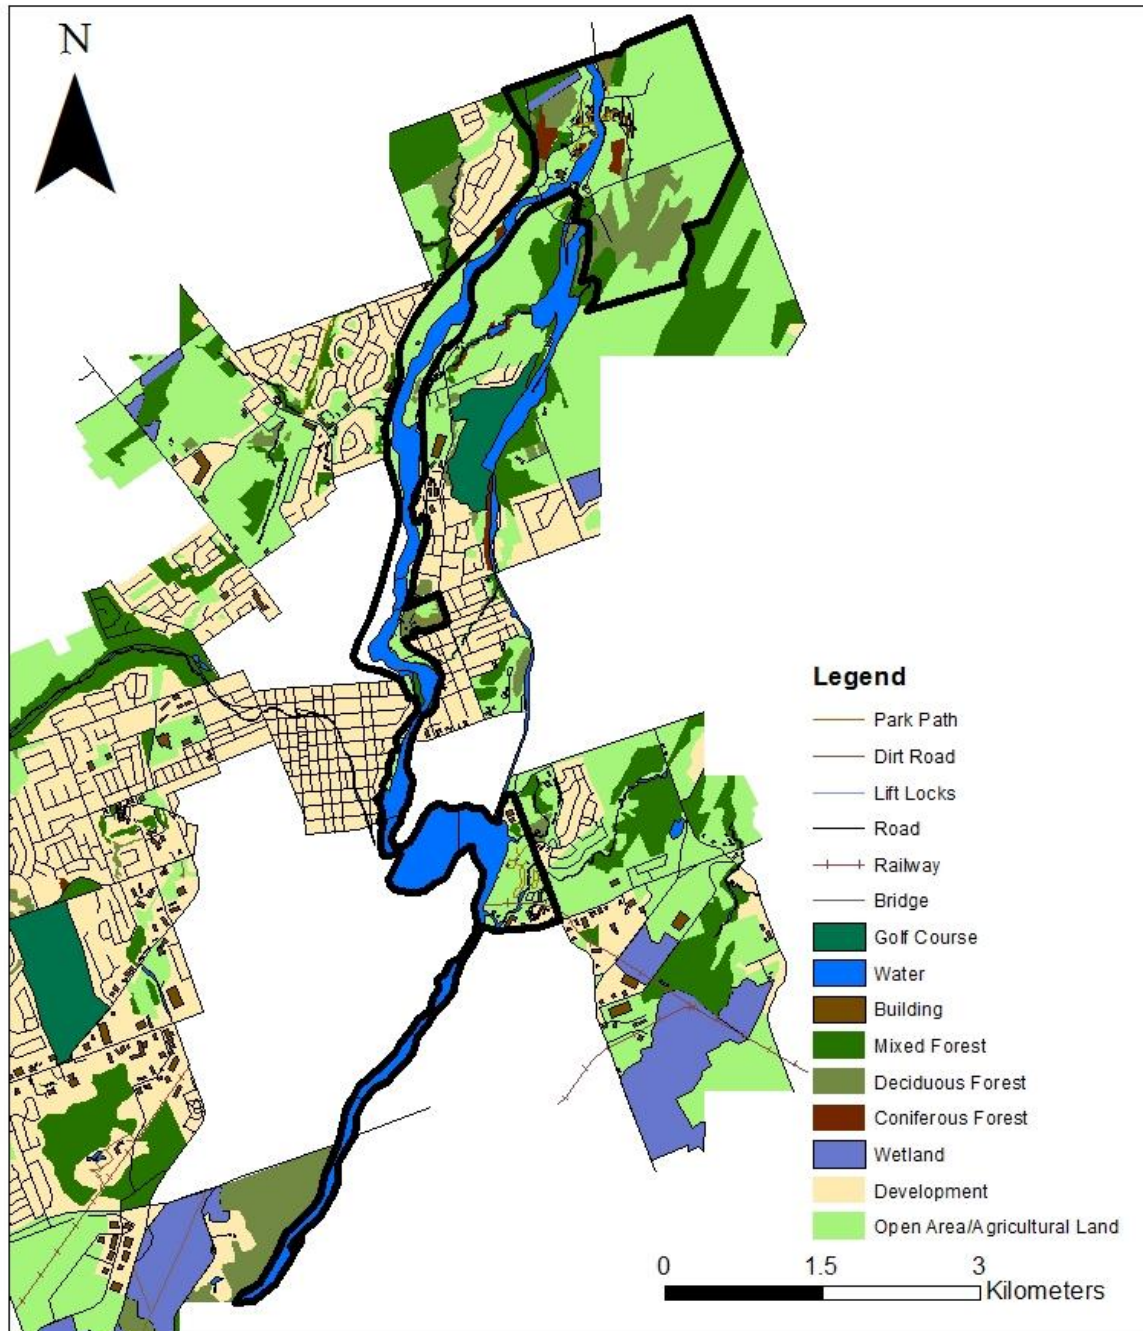 N
Legend
Park Path
Dirt Road
Lift Locks
Road
Railway
Bridge
Golf Course
Water
Building
Mixed Forest
Deciduous Forest
Coniferous Forest
Wetland
Development
Open Area/Agricultural Land
0 1.5 3
Kilometers